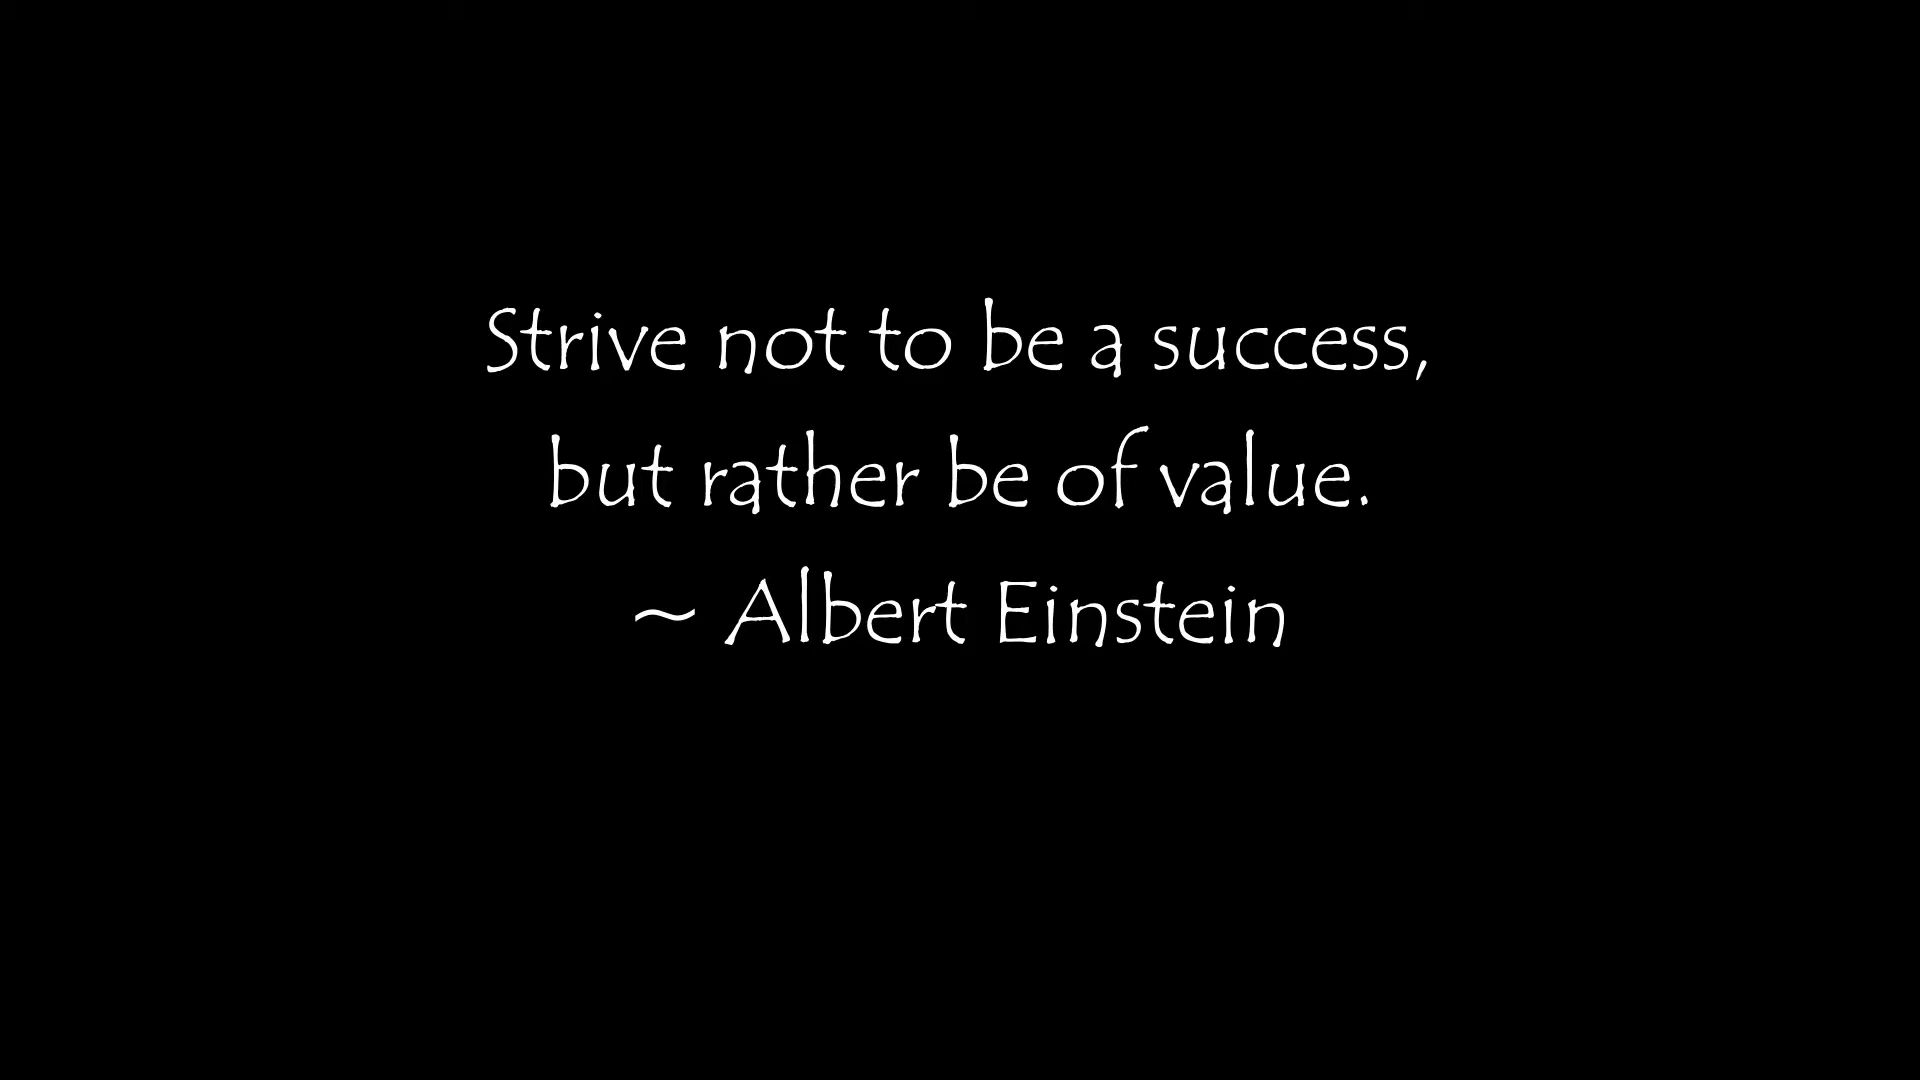 Strive not to be a success,
but rather be of value.
~ Albert Einstein